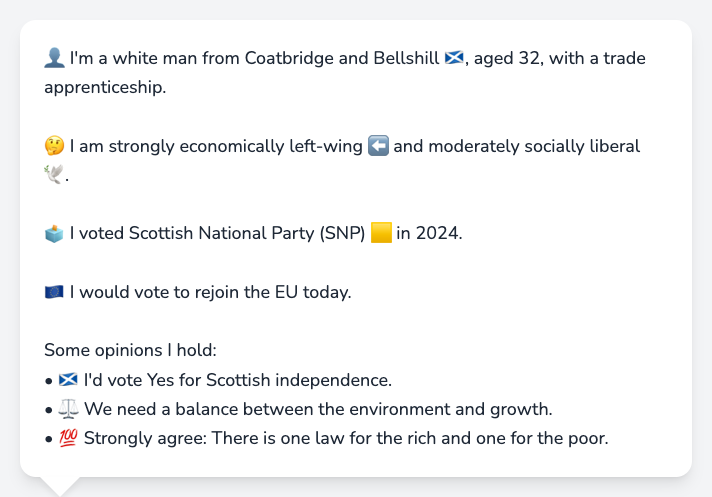 👤 I'm a white man from Coatbridge and Bellshill 🏴󠁧󠁢󠁳󠁣󠁴󠁿, aged 32, with a trade
apprenticeship.
🤔 I am strongly economically left-wing ⬅️ and moderately socially liberal
🕊️.
🗳️ I voted Scottish National Party (SNP) 🟨 in 2024.
🇪🇺 I would vote to rejoin the EU today.
Some opinions I hold:
• 🏴󠁧󠁢󠁳󠁣󠁴󠁿 I'd vote Yes for Scottish independence.
• ⚖️ We need a balance between the environment and growth.
• 💯 Strongly agree: There is one law for the rich and one for the poor.